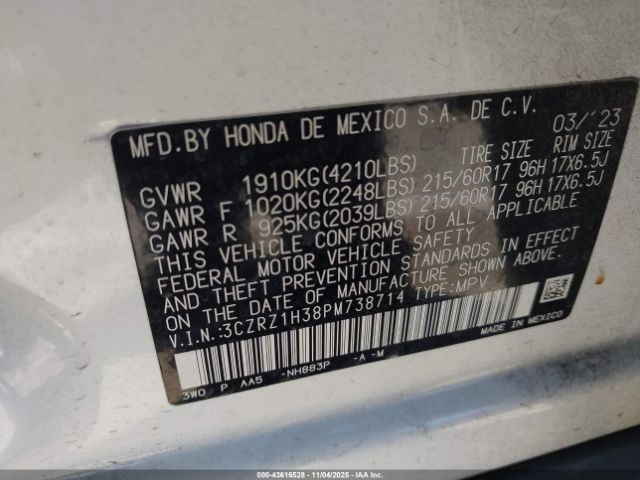 MFD.BY HONDA DE MEXICO S.A. DE C.V. 03/'23
TIRE SIZE RIM SIZE
GVWR 1910KG(4210LBS)
GAWR F 1020KG(2248LBS) 215/60R17 96H 17X6.5J
GAWR R 925KG(2039LBS) 215/60R17 96H 17X6.5J
THIS VEHICLE CONFORMS TO ALL APPLICABLE
FEDERAL MOTOR VEHICLE SAFETY
AND THEFT PREVENTION STANDARDS IN EFFECT
ON THE DATE OF MANUFACTURE SHOWN ABOVE.
V.I.N.:3CZRZ1H38PM738714 TYPE:MPV
3W0 P AA5 -NH883P -A -M
MADE IN MEXICO
000-43616528 - 11/04/2025 - IAAI.COM